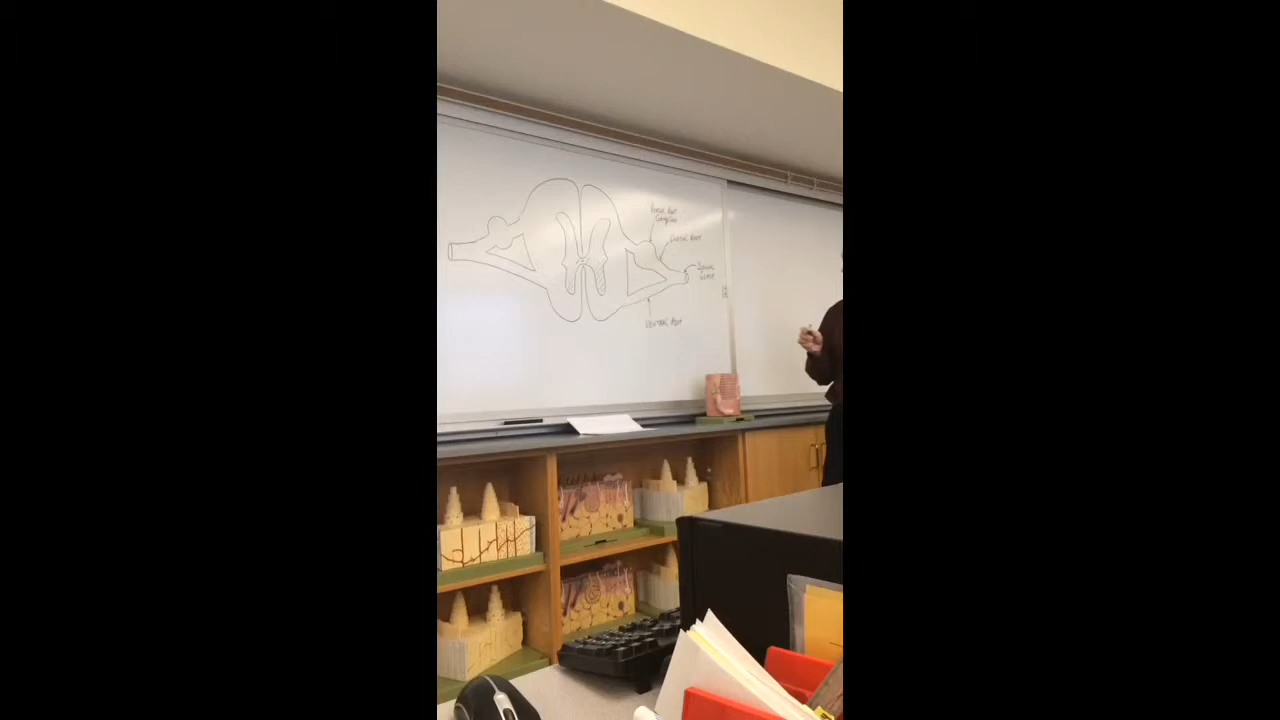 DORSAL ROOT
GANGLION
DORSAL ROOT
SPINAL
NERVE
VENTRAL ROOT